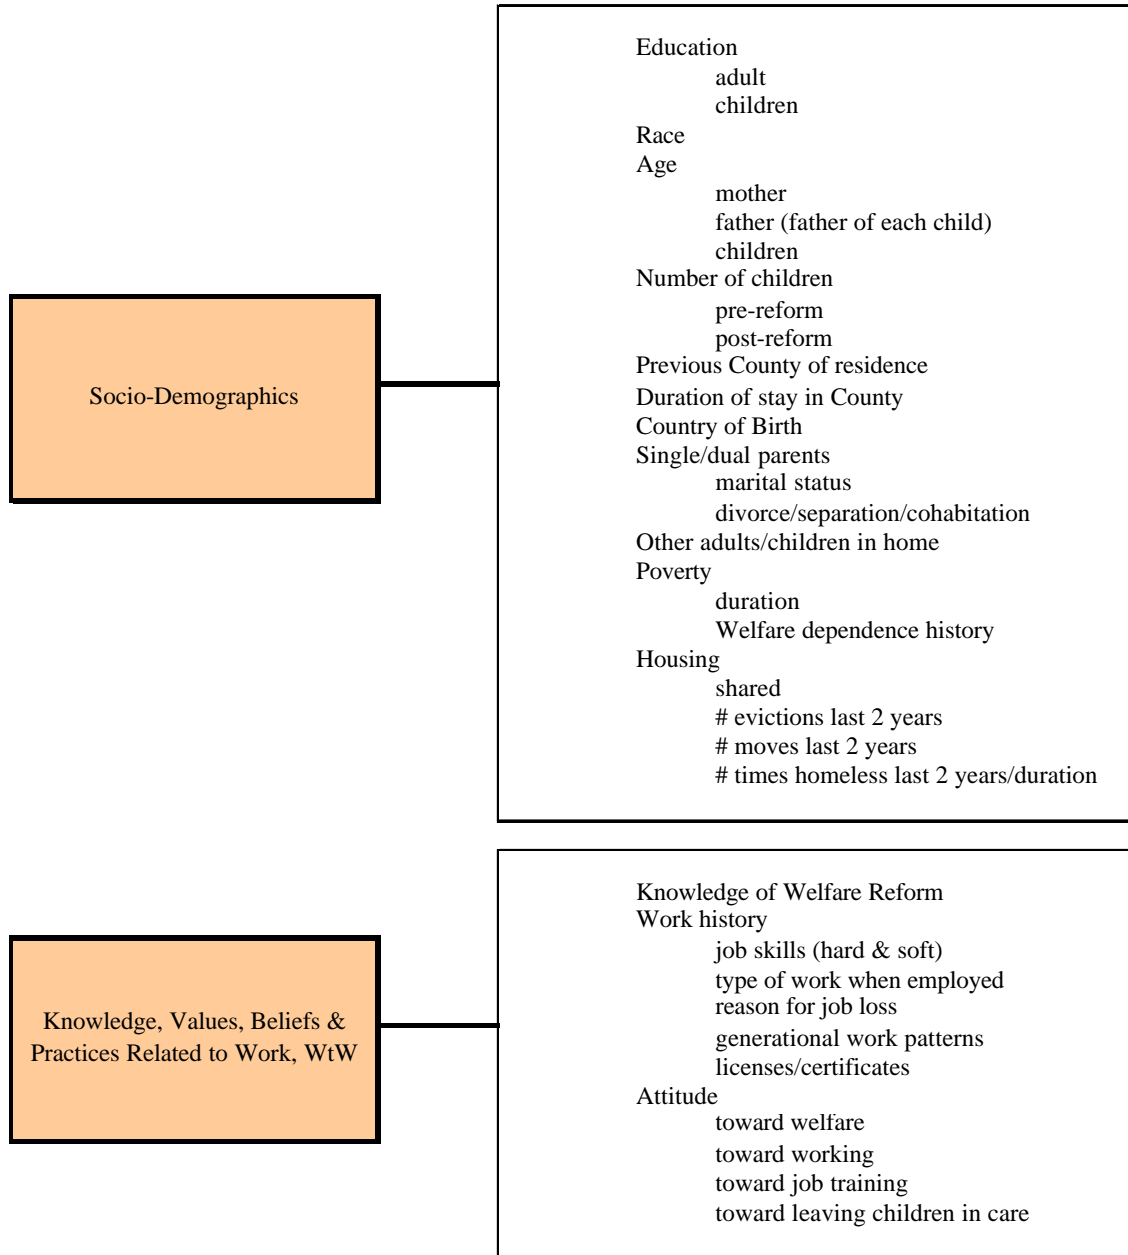 Education
adult
children
Race
Age
mother
father (father of each child)
children
Number of children
pre-reform
post-reform
Previous County of residence
Socio-Demographics
Duration of stay in County
Country of Birth
Single/dual parents
marital status
divorce/separation/cohabitation
Other adults/children in home
Poverty
duration
Welfare dependence history
Housing
shared
# evictions last 2 years
# moves last 2 years
# times homeless last 2 years/duration
Knowledge, Values, Beliefs &
Practices Related to Work, WtW
Knowledge of Welfare Reform
Work history
job skills (hard & soft)
type of work when employed
reason for job loss
generational work patterns
licenses/certificates
Attitude
toward welfare
toward working
toward job training
toward leaving children in care